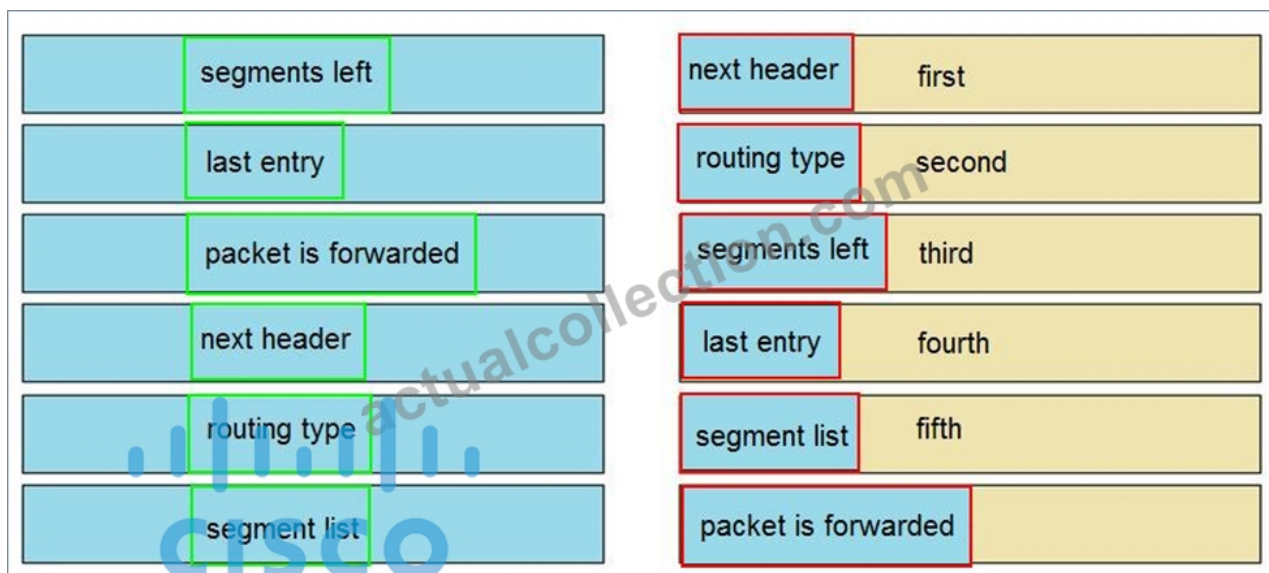 segments left
last entry
packet is forwarded
next header
routing type
segment list
next header first
routing type second
segments left third
last entry fourth
segment list fifth
packet is forwarded
actualcollection.com
CISCO